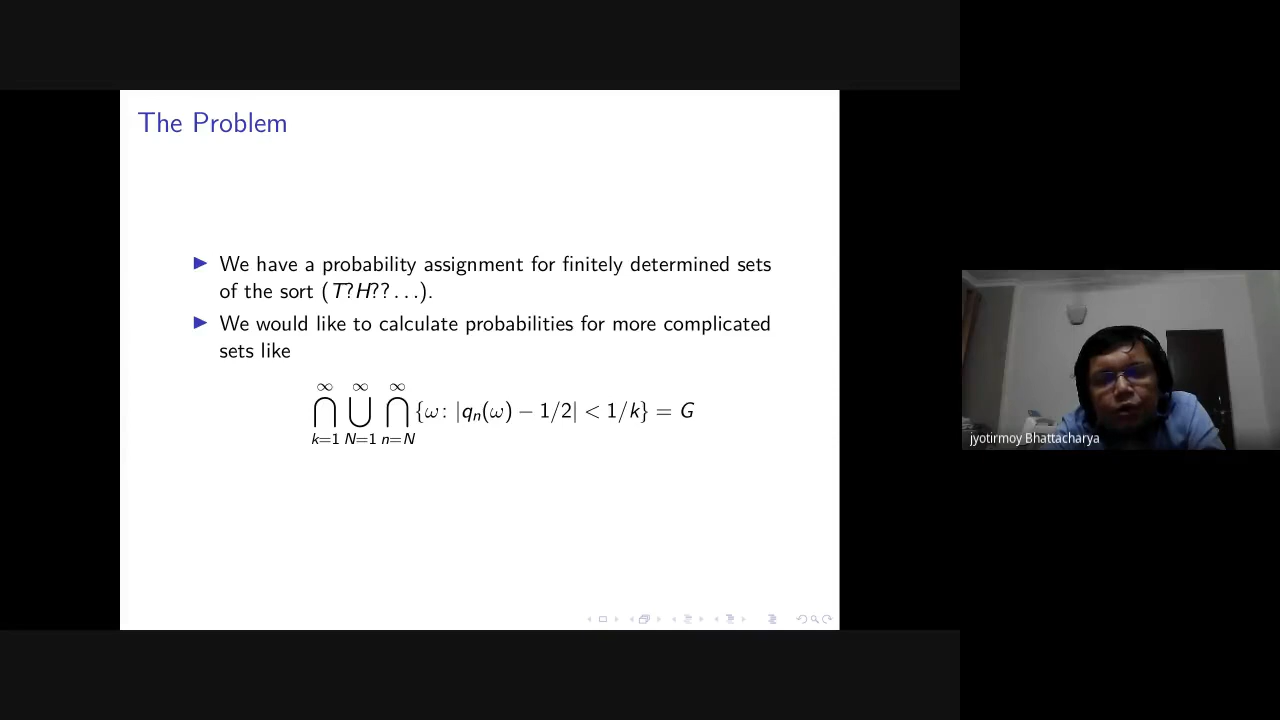 The Problem
We have a probability assignment for finitely determined sets
of the sort (T?H??...).
We would like to calculate probabilities for more complicated
sets like
∞ ∞ ∞
⋂ ⋃ ⋂ {ω: |qₙ(ω) − 1/2| < 1/k} = G
k=1 N=1 n=N
jyotirmoy Bhattacharya